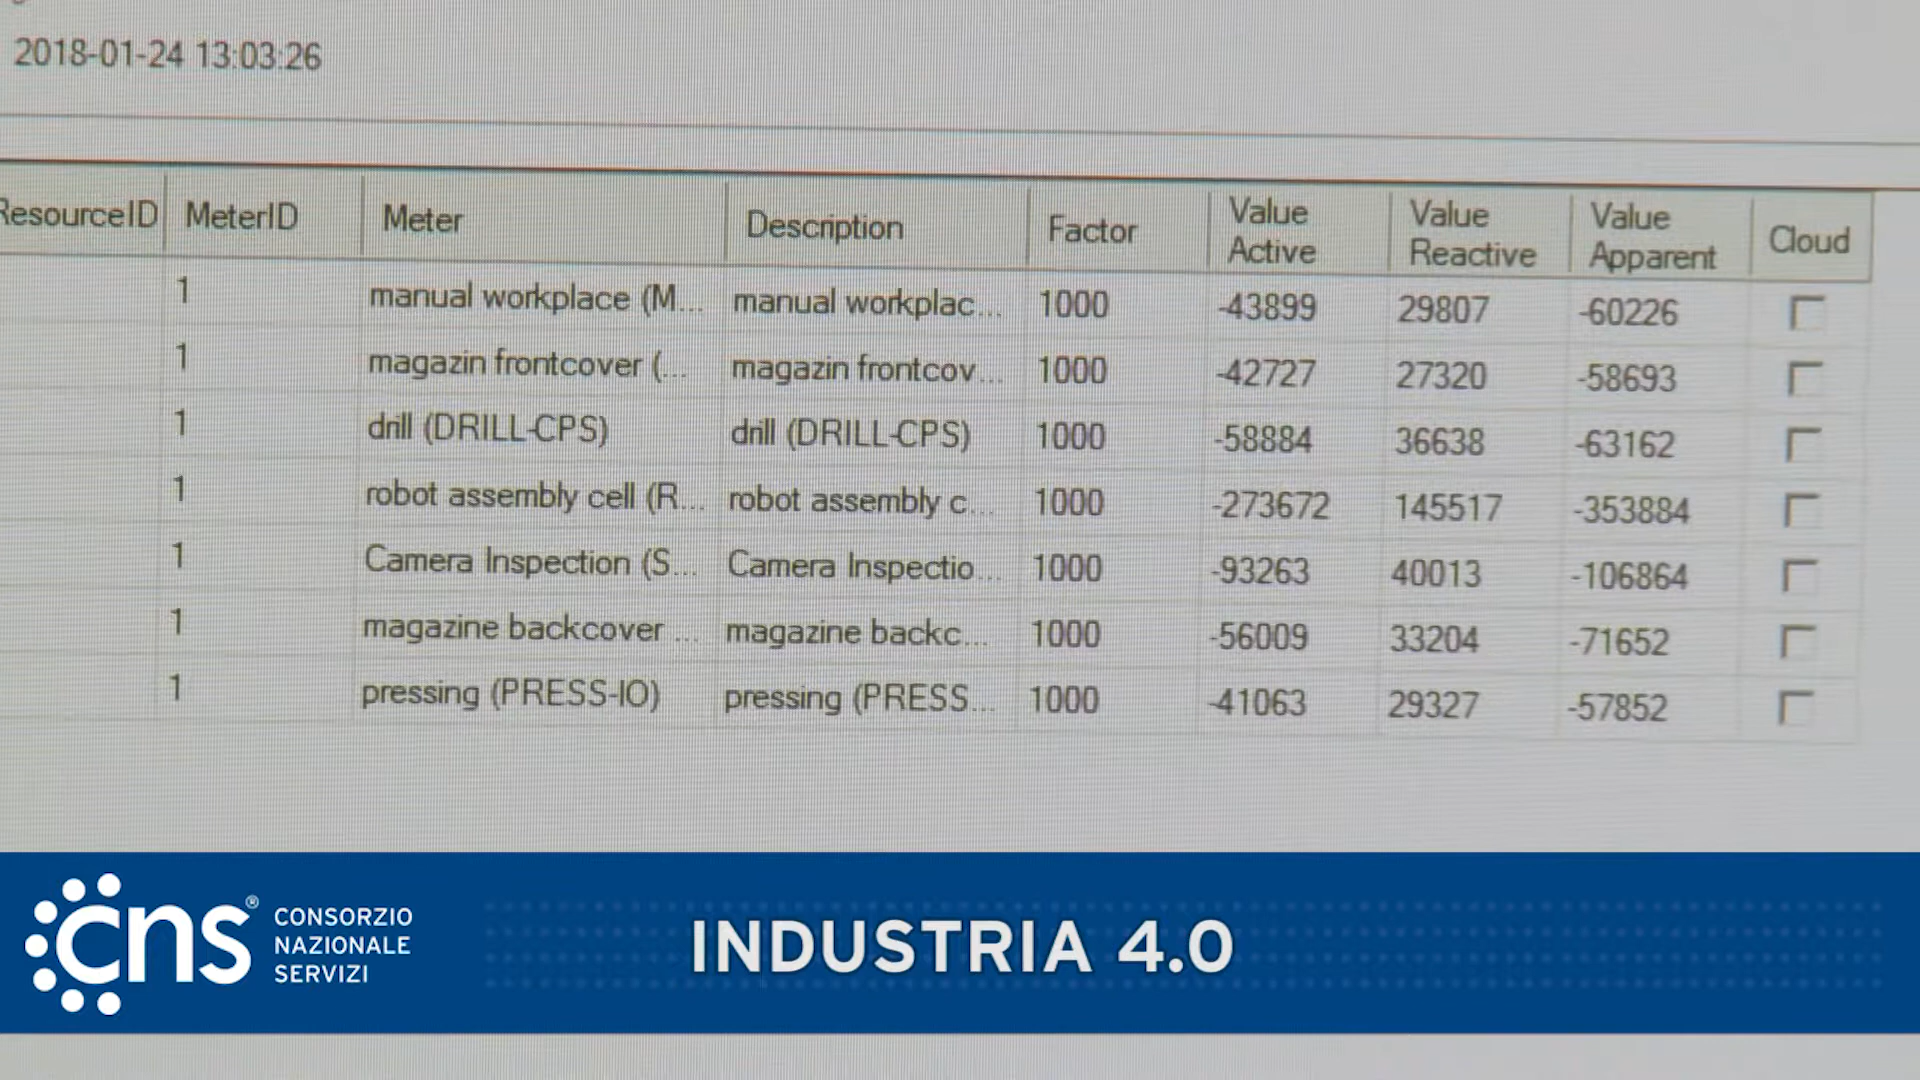 2018-01-24 13:03:26
ResourceID MeterID Meter Description Factor Value Active Value Reactive Value Apparent Cloud
1 manual workplace (M... manual workplac... 1000 -43899 29807 -60226
1 magazin frontcover (... magazin frontcov... 1000 -42727 27320 -58693
1 drill (DRILL-CPS) drill (DRILL-CPS) 1000 -58884 36638 -63162
1 robot assembly cell (R... robot assembly c... 1000 -273672 145517 -353884
1 Camera Inspection (S... Camera Inspectio... 1000 -93263 40013 -106864
1 magazine backcover ... magazine backc... 1000 -56009 33204 -71652
1 pressing (PRESS-IO) pressing (PRESS... 1000 -41063 29327 -57852
cns® CONSORZIO
NAZIONALE
SERVIZI
INDUSTRIA 4.0